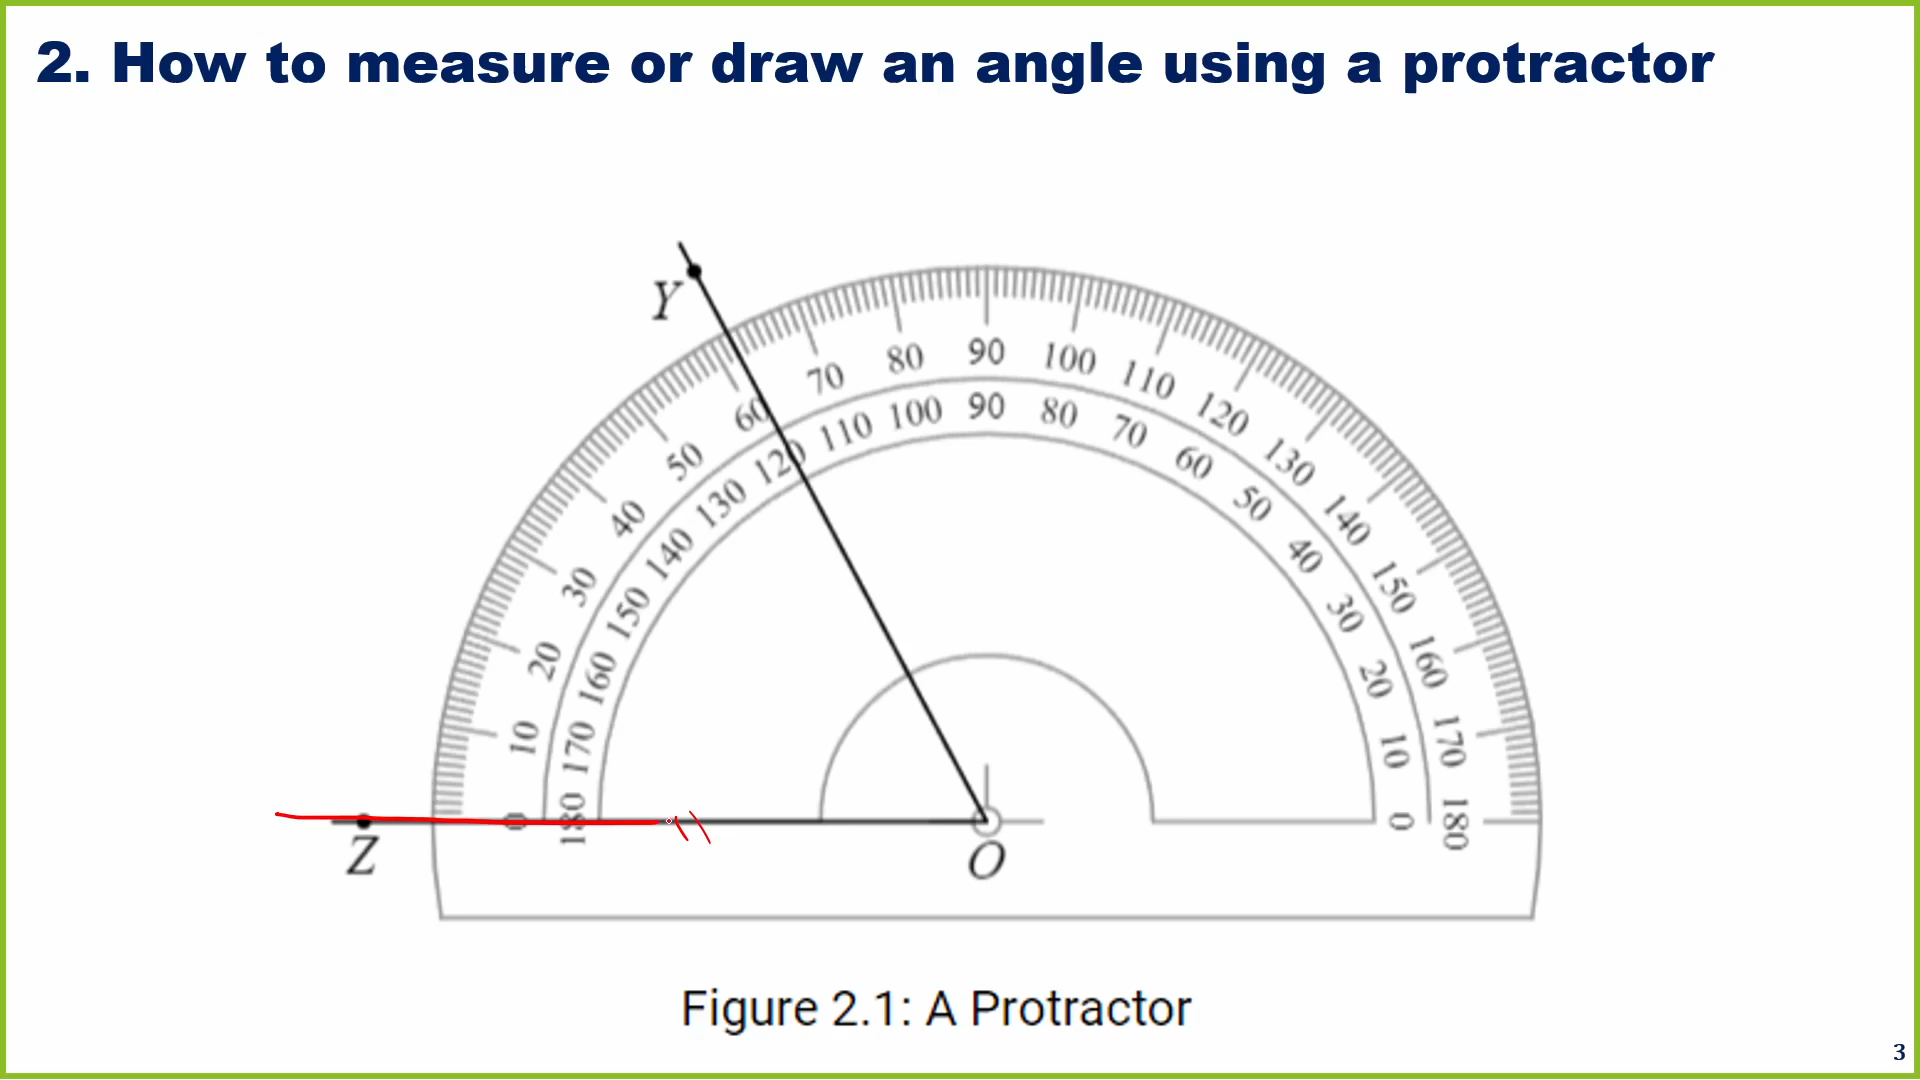 2. How to measure or draw an angle using a protractor
Y
70 80 90 100 110
60 120
110 100 90 80 70
50 120 60 130
130 50
40 140 40 140
30 150 30 150
20 160 20 160
10 170 10 170
0 180 0 180
Z O
Figure 2.1: A Protractor
3